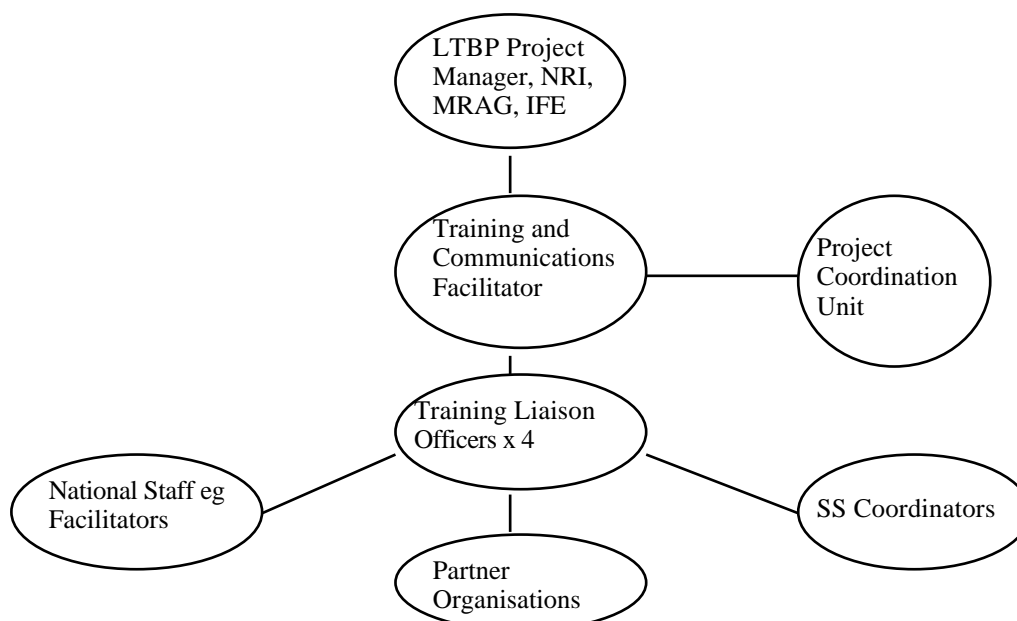 LTBP Project
Manager, NRI,
MRAG, IFE
Training and
Communications
Facilitator
Project
Coordination
Unit
Training Liaison
Officers x 4
National Staff eg
Facilitators
SS Coordinators
Partner
Organisations